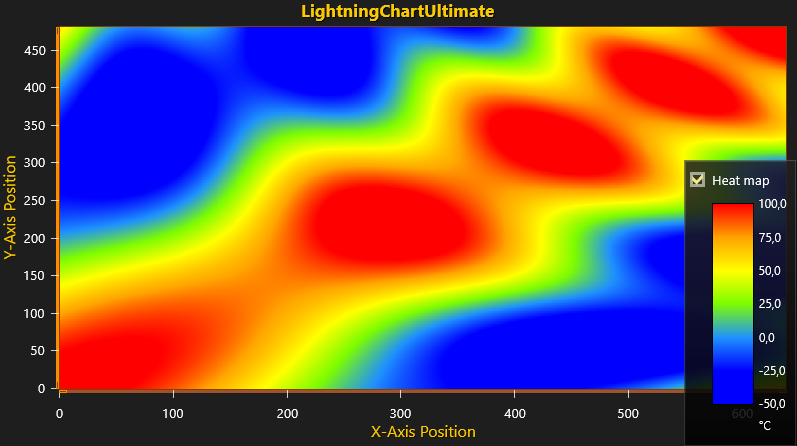 LightningChartUltimate
Y-Axis Position
450
400
350
300
250
200
150
100
50
0
0 100 200 300 400 500 600
X-Axis Position
Heat map
100,0
75,0
50,0
25,0
0,0
-25,0
-50,0
°C